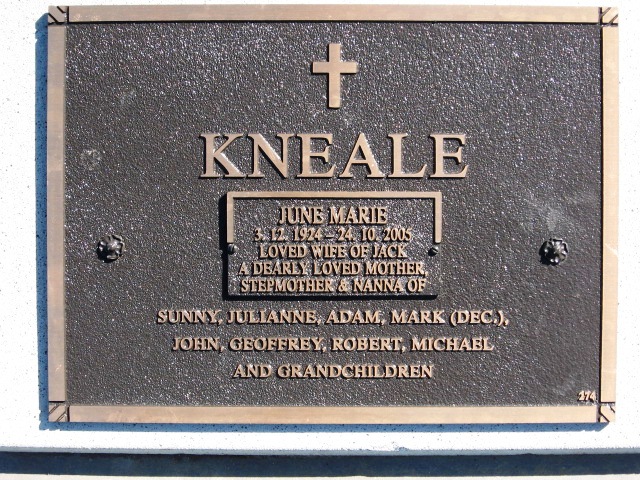 KNEALE
JUNE MARIE
3. 12. 1924 – 24. 10. 2005
LOVED WIFE OF JACK
A DEARLY LOVED MOTHER,
STEPMOTHER & NANNA OF
SUNNY, JULIANNE, ADAM, MARK (DEC.),
JOHN, GEOFFREY, ROBERT, MICHAEL
AND GRANDCHILDREN
274